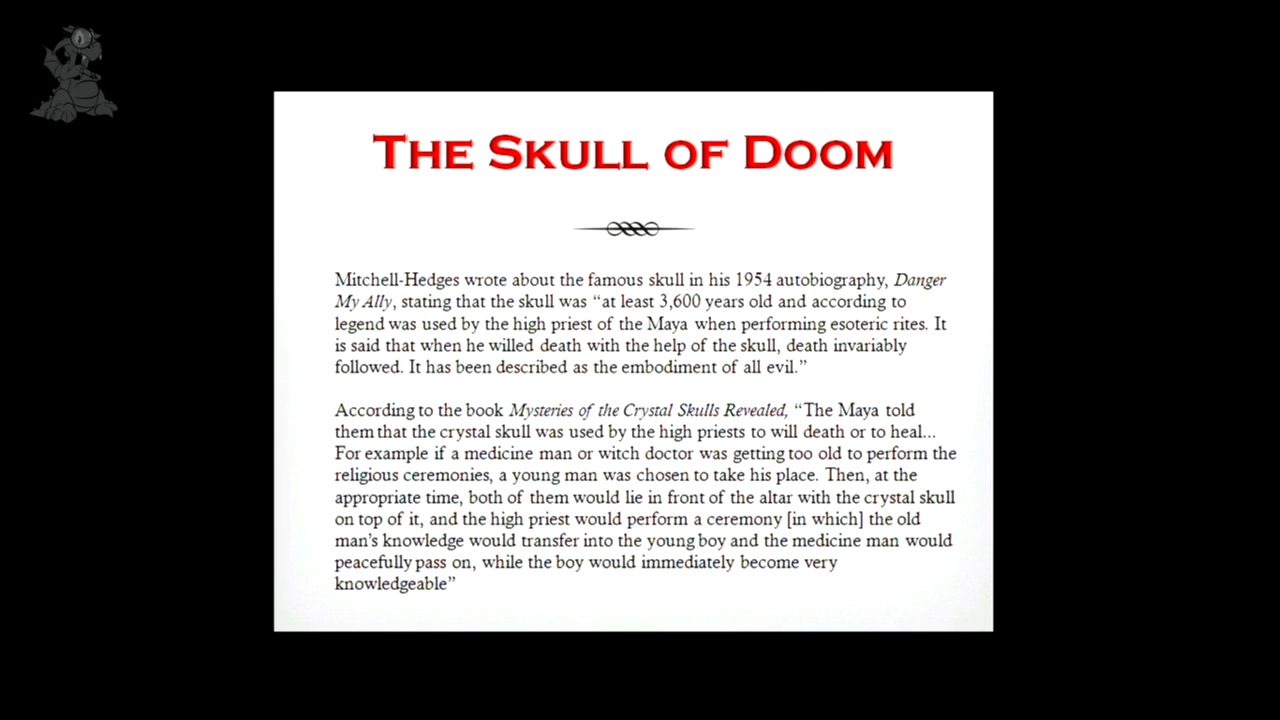 THE SKULL OF DOOM
Mitchell-Hedges wrote about the famous skull in his 1954 autobiography, Danger
My Ally, stating that the skull was “at least 3,600 years old and according to
legend was used by the high priest of the Maya when performing esoteric rites. It
is said that when he willed death with the help of the skull, death invariably
followed. It has been described as the embodiment of all evil.”
According to the book Mysteries of the Crystal Skulls Revealed, “The Maya told
them that the crystal skull was used by the high priests to will death or to heal...
For example if a medicine man or witch doctor was getting too old to perform the
religious ceremonies, a young man was chosen to take his place. Then, at the
appropriate time, both of them would lie in front of the altar with the crystal skull
on top of it, and the high priest would perform a ceremony [in which] the old
man’s knowledge would transfer into the young boy and the medicine man would
peacefully pass on, while the boy would immediately become very
knowledgeable”